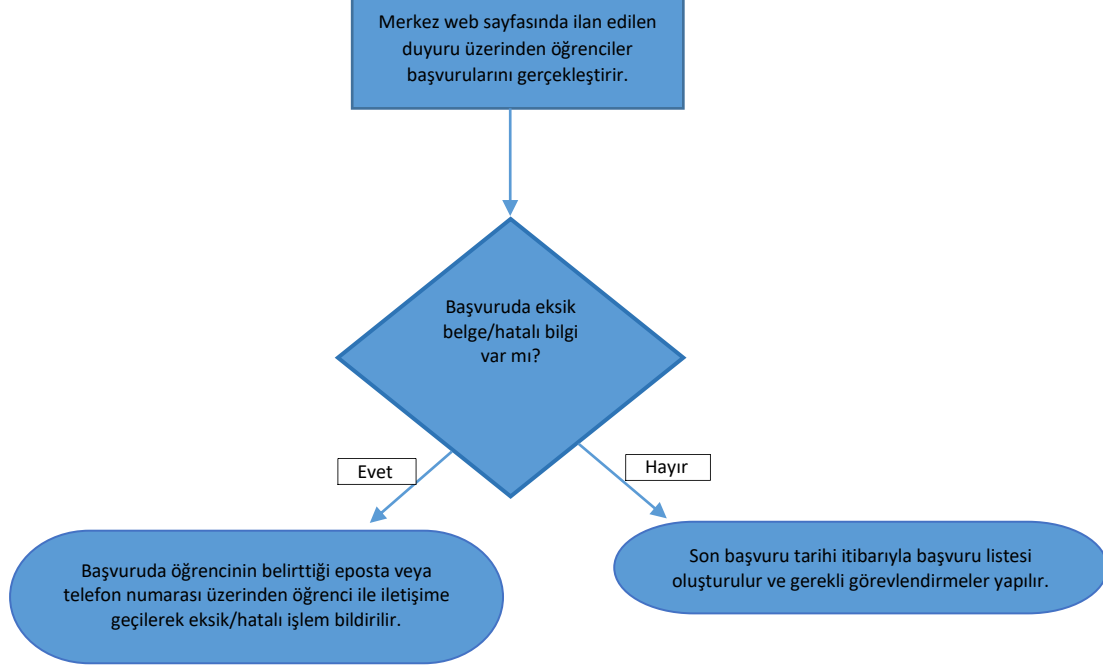 Merkez web sayfasında ilan edilen
duyuru üzerinden öğrenciler
başvurularını gerçekleştirir.
Başvuruda eksik
belge/hatalı bilgi
var mı?
Evet
Hayır
Başvuruda öğrencinin belirttiği eposta veya
telefon numarası üzerinden öğrenci ile iletişime
geçilerek eksik/hatalı işlem bildirilir.
Son başvuru tarihi itibarıyla başvuru listesi
oluşturulur ve gerekli görevlendirmeler yapılır.